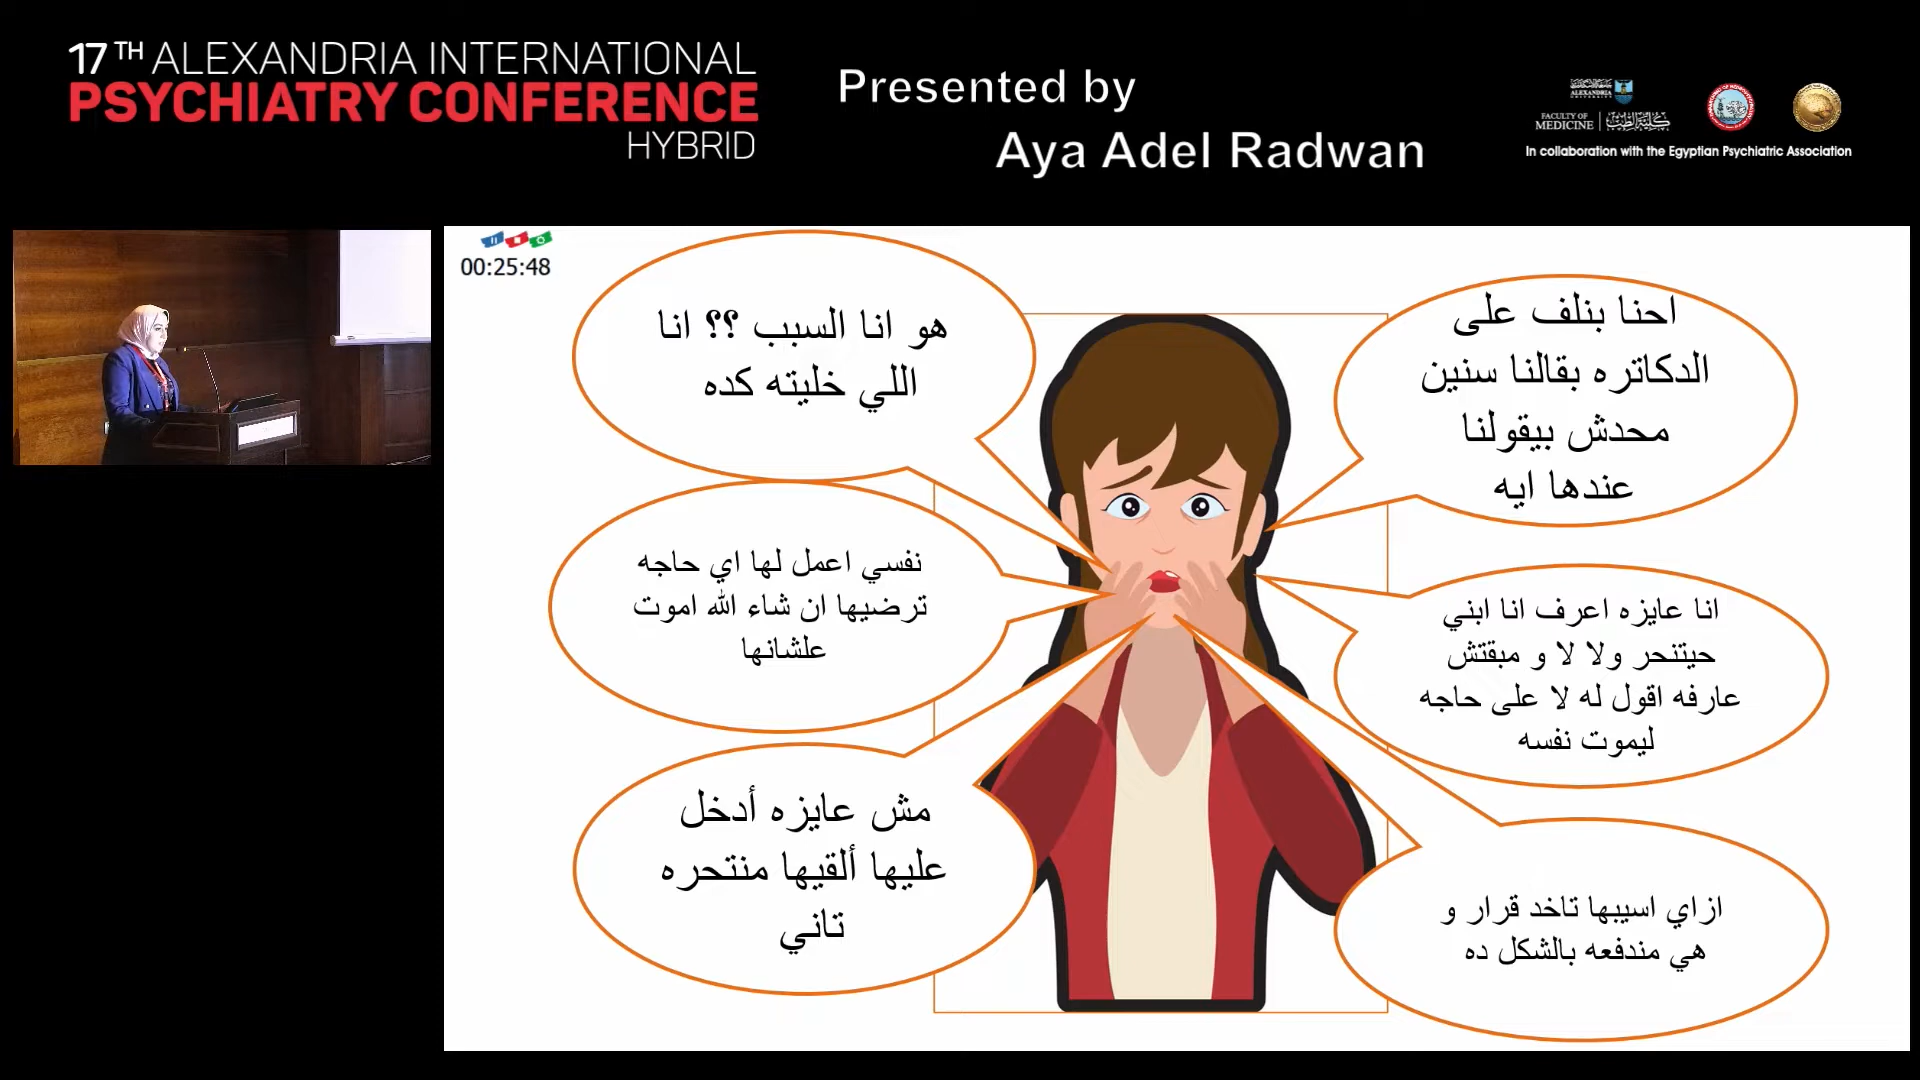 17TH ALEXANDRIA INTERNATIONAL
PSYCHIATRY CONFERENCE
HYBRID
Presented by
Aya Adel Radwan
ALEXANDRIA
FACULTY OF
MEDICINE
كلية الطب
In collaboration with the Egyptian Psychiatric Association
00:25:48
هو انا السبب ؟؟ انا
اللي خليته كده
احنا بنلف على
الدكاتره بقالنا سنين
محدش بيقولنا
عندها ايه
نفسي اعمل لها اي حاجه
ترضيها ان شاء الله اموت
علشانها
انا عايزه اعرف انا ابني
حيتنحر ولا لا و مبقتش
عارفه اقول له لا على حاجه
ليموت نفسه
مش عايزه أدخل
عليها ألقيها منتحره
تاني
ازاي اسيبها تاخد قرار و
هي مندفعه بالشكل ده